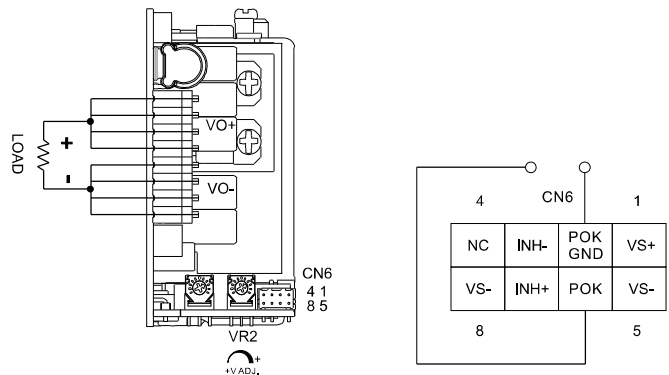 LOAD
+
-
VO+
VO-
CN6
4 1
8 5
VR2
+
+V ADJ.
4 CN6 1
NC INH- POK GND VS+
VS- INH+ POK VS-
8 5